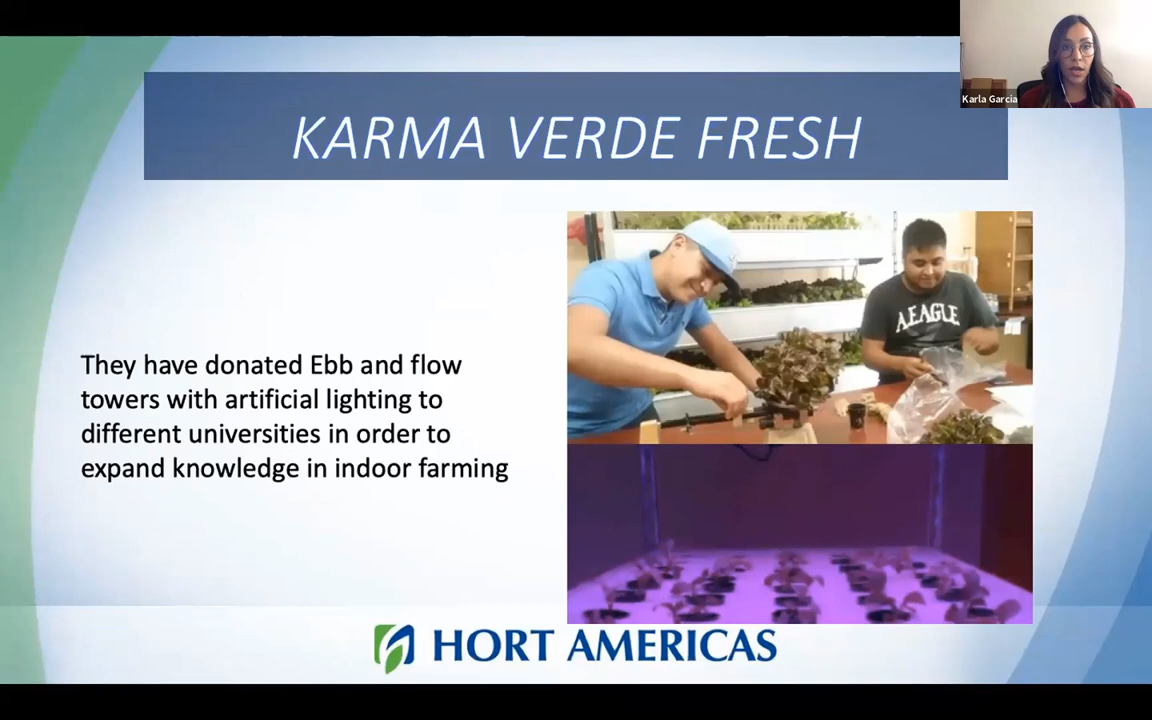 Karla Garcia
KARMA VERDE FRESH
AEAGLE
They have donated Ebb and flow
towers with artificial lighting to
different universities in order to
expand knowledge in indoor farming
HORT AMERICAS